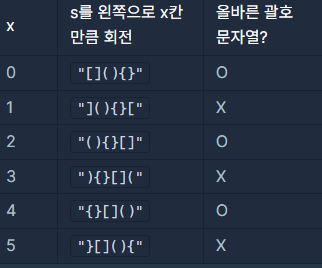 x s를 왼쪽으로 x칸만큼 회전 올바른 괄호 문자열?
0 "[](){}" O
1 "](){}[" X
2 "(){}[]" O
3 "){}[](" X
4 "{}[]()" O
5 "}[](){" X